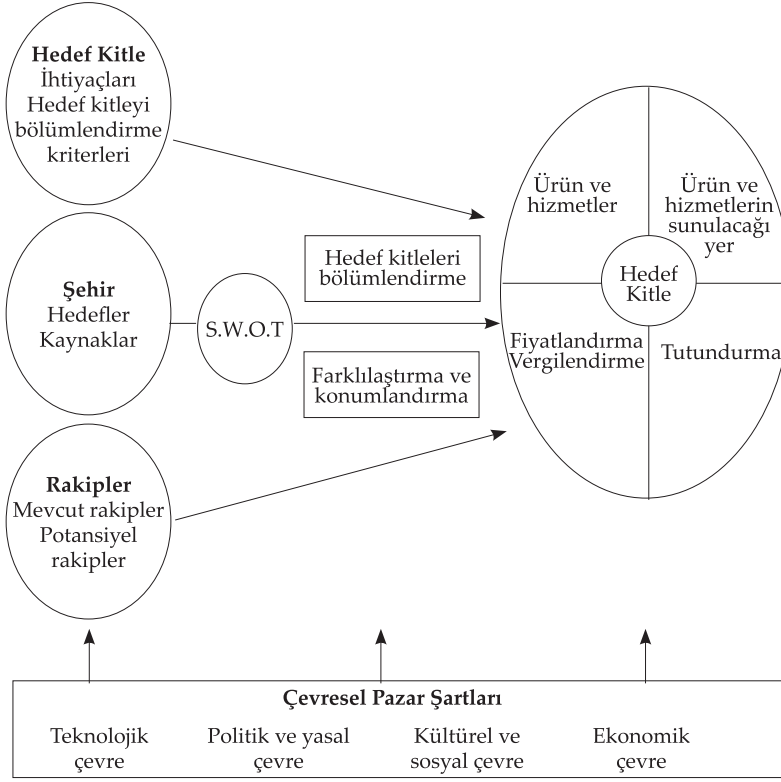 Hedef Kitle
İhtiyaçları
Hedef kitleyi
bölümlendirme
kriterleri
Şehir
Hedefler
Kaynaklar
Rakipler
Mevcut rakipler
Potansiyel
rakipler
S.W.O.T
Hedef kitleleri
bölümlendirme
Farklılaştırma ve
konumlandırma
Ürün ve
hizmetler
Ürün ve
hizmetlerin
sunulacağı
yer
Hedef
Kitle
Fiyatlandırma
Vergilendirme
Tutundurma
Çevresel Pazar Şartları
Teknolojik
çevre
Politik ve yasal
çevre
Kültürel ve
sosyal çevre
Ekonomik
çevre